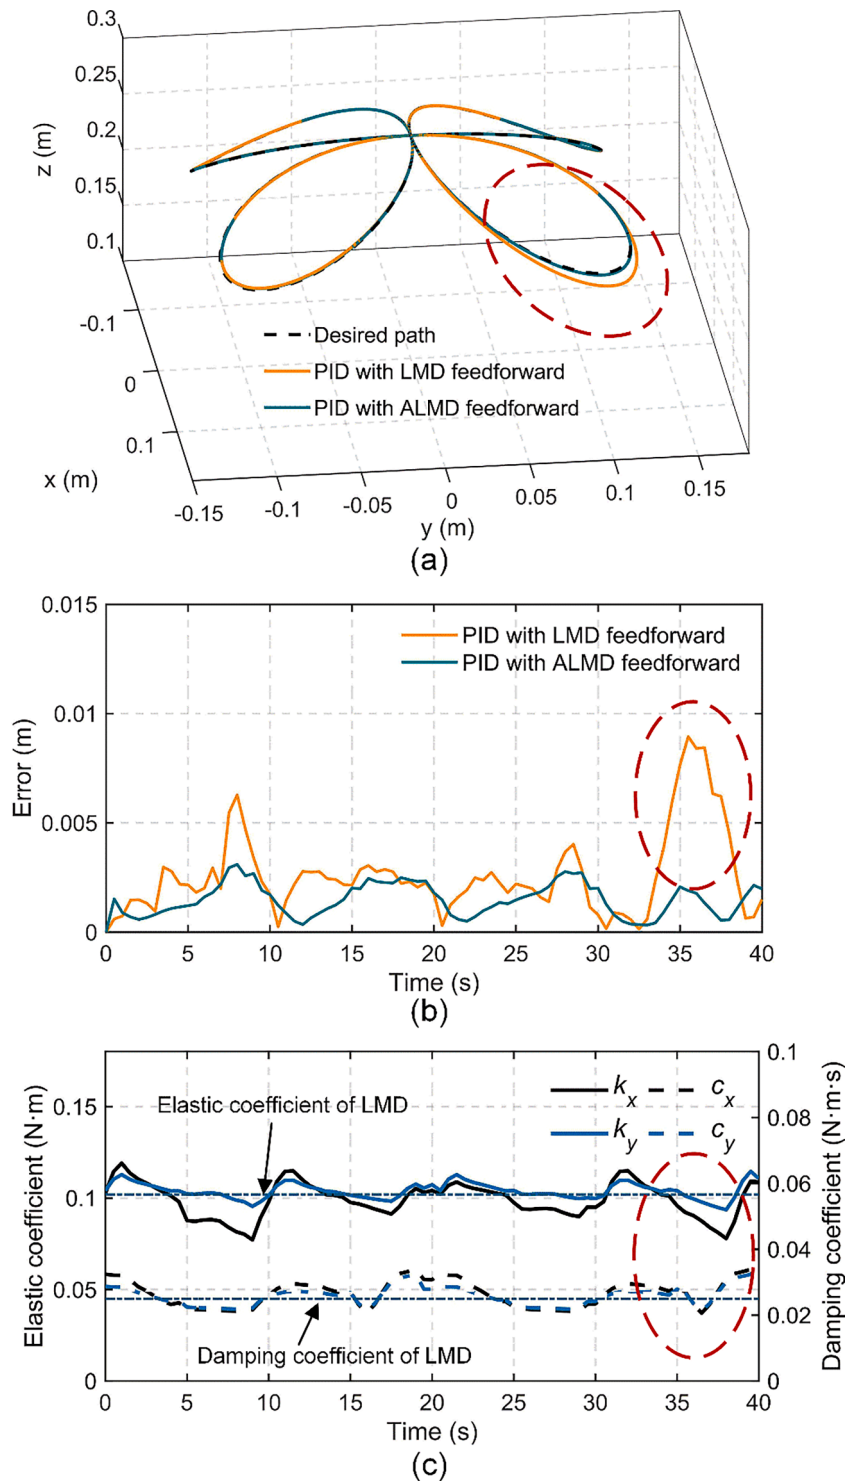 0.3
0.25
0.2
0.15
0.1
z (m)
-0.1
0
0.1
x (m)
-0.15
-0.1
-0.05
0
0.05
0.1
0.15
y (m)
Desired path
PID with LMD feedforward
PID with ALMD feedforward
(a)
0.015
0.01
0.005
0
Error (m)
PID with LMD feedforward
PID with ALMD feedforward
0 5 10 15 20 25 30 35 40
Time (s)
(b)
0.15
0.1
0.05
0
Elastic coefficient (N·m)
Elastic coefficient of LMD
k_x c_x
k_y c_y
Damping coefficient of LMD
0.1
0.08
0.06
0.04
0.02
0
Damping coefficient (N·m·s)
0 5 10 15 20 25 30 35 40
Time (s)
(c)